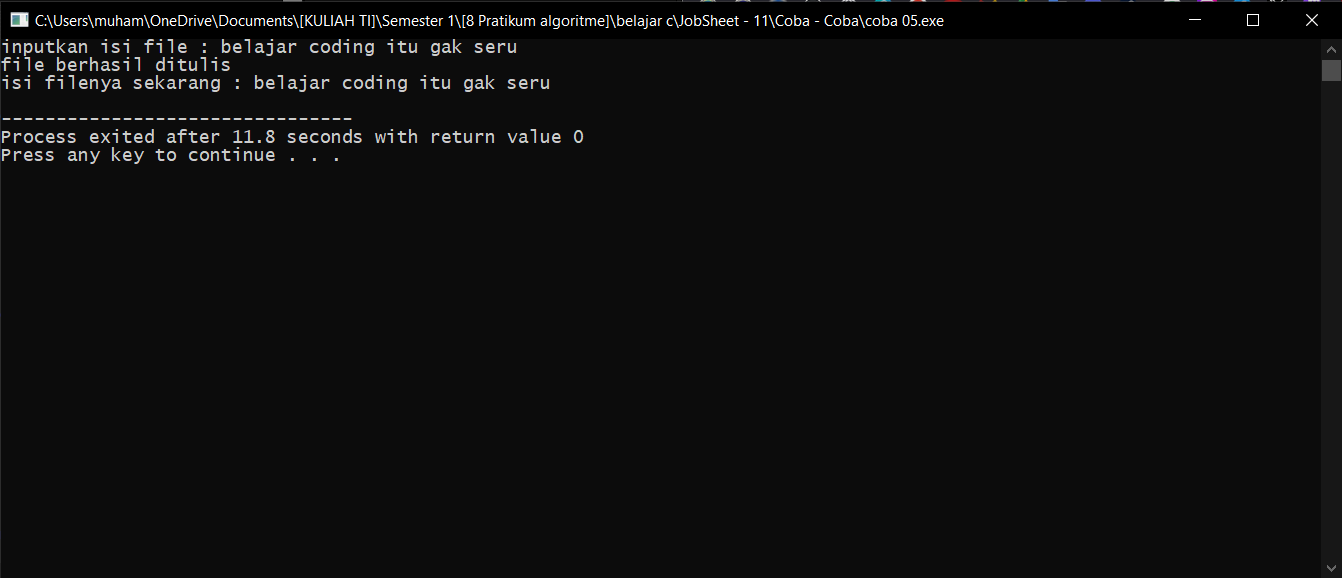 C:\Users\muham\OneDrive\Documents\[KULIAH TI]\Semester 1\[8 Pratikum algoritme]\belajar c\JobSheet - 11\Coba - Coba\coba 05.exe
inputkan isi file : belajar coding itu gak seru
file berhasil ditulis
isi filenya sekarang : belajar coding itu gak seru
--------------------------------
Process exited after 11.8 seconds with return value 0
Press any key to continue . . .